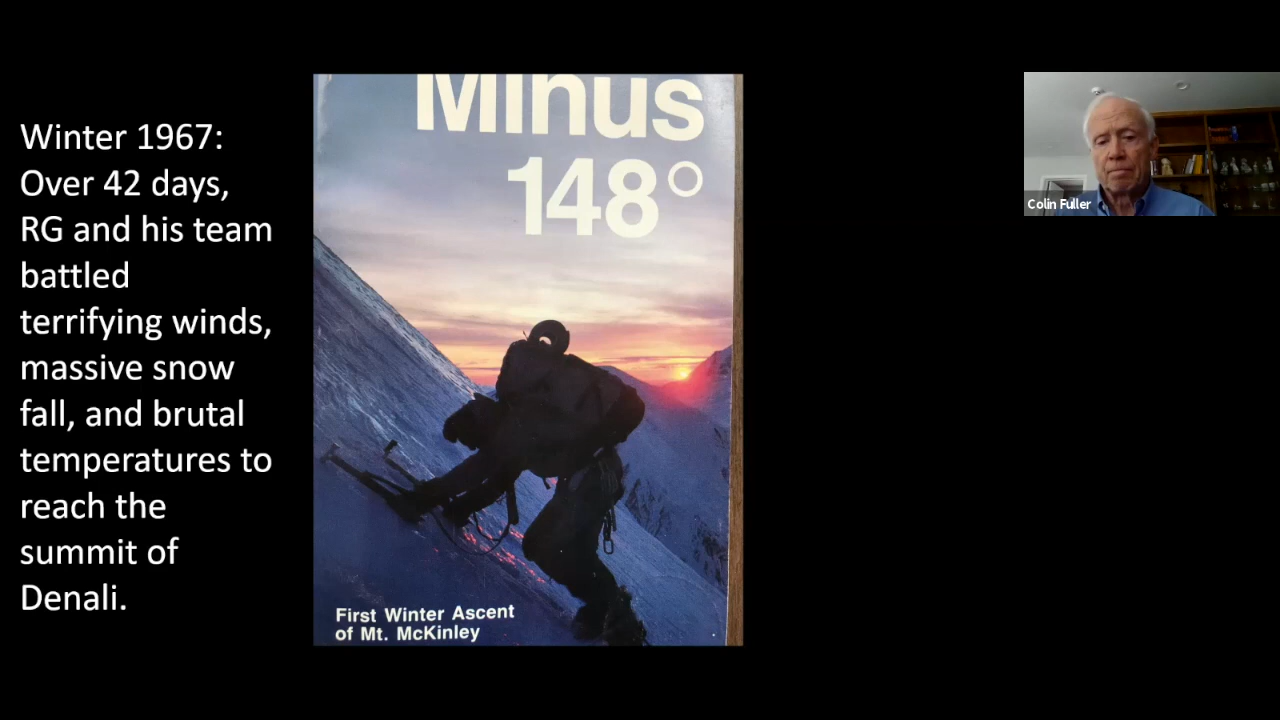 Winter 1967:
Over 42 days,
RG and his team
battled
terrifying winds,
massive snow
fall, and brutal
temperatures to
reach the
summit of
Denali.
Minus
148°
First Winter Ascent
of Mt. McKinley
Colin Fuller